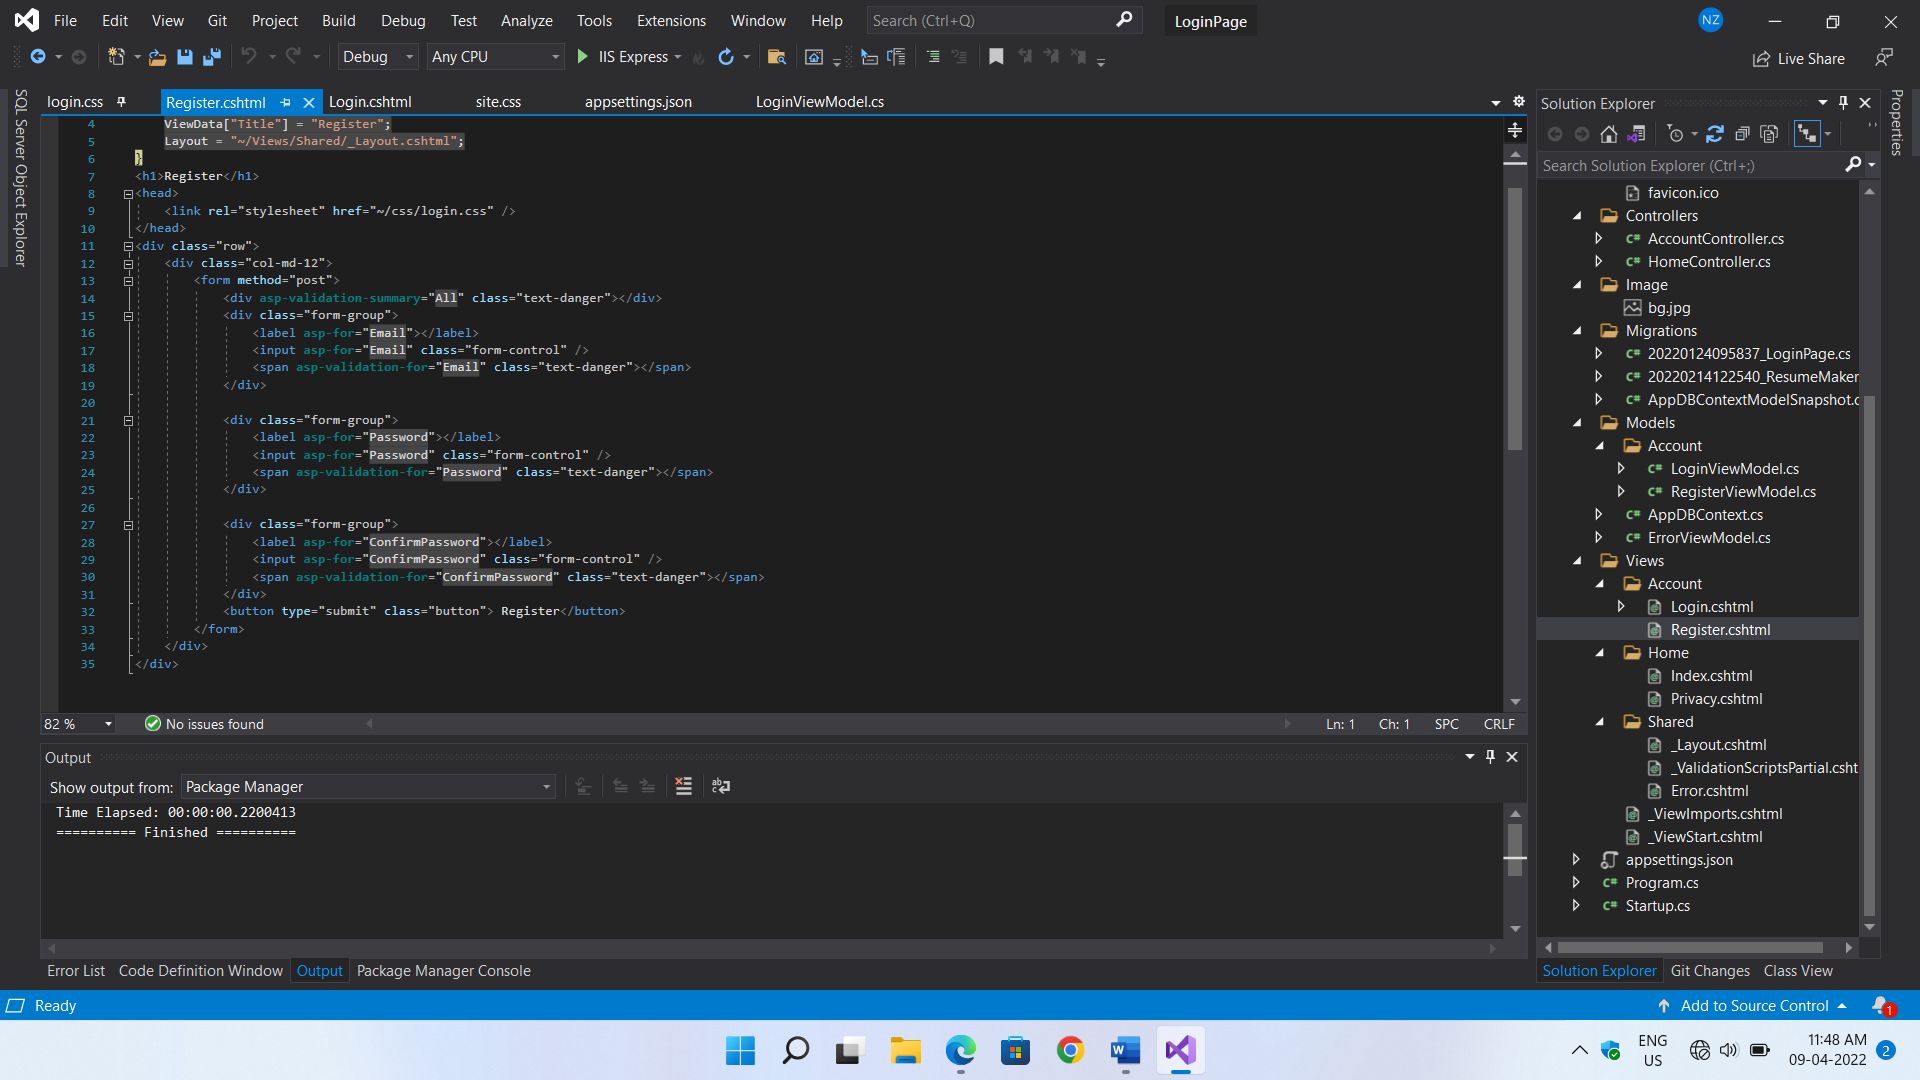 File Edit View Git Project Build Debug Test Analyze Tools Extensions Window Help Search (Ctrl+Q) LoginPage NZ
Debug Any CPU IIS Express Live Share
SQL Server Object Explorer
login.css Register.cshtml Login.cshtml site.css appsettings.json LoginViewModel.cs
4 ViewData["Title"] = "Register";
5 Layout = "~/Views/Shared/_Layout.cshtml";
6 }
7 <h1>Register</h1>
8 <head>
9 <link rel="stylesheet" href="~/css/login.css" />
10 </head>
11 <div class="row">
12 <div class="col-md-12">
13 <form method="post">
14 <div asp-validation-summary="All" class="text-danger"></div>
15 <div class="form-group">
16 <label asp-for="Email"></label>
17 <input asp-for="Email" class="form-control" />
18 <span asp-validation-for="Email" class="text-danger"></span>
19 </div>
20
21 <div class="form-group">
22 <label asp-for="Password"></label>
23 <input asp-for="Password" class="form-control" />
24 <span asp-validation-for="Password" class="text-danger"></span>
25 </div>
26
27 <div class="form-group">
28 <label asp-for="ConfirmPassword"></label>
29 <input asp-for="ConfirmPassword" class="form-control" />
30 <span asp-validation-for="ConfirmPassword" class="text-danger"></span>
31 </div>
32 <button type="submit" class="button"> Register</button>
33 </form>
34 </div>
35 </div>
82 % No issues found Ln: 1 Ch: 1 SPC CRLF
Output
Show output from: Package Manager
Time Elapsed: 00:00:00.2200413
========== Finished ==========
Error List Code Definition Window Output Package Manager Console
Solution Explorer
Search Solution Explorer (Ctrl+;)
favicon.ico
Controllers
C# AccountController.cs
C# HomeController.cs
Image
bg.jpg
Migrations
C# 20220124095837_LoginPage.cs
C# 20220214122540_ResumeMaker
C# AppDBContextModelSnapshot.c
Models
Account
C# LoginViewModel.cs
C# RegisterViewModel.cs
C# AppDBContext.cs
C# ErrorViewModel.cs
Views
Account
Login.cshtml
Register.cshtml
Home
Index.cshtml
Privacy.cshtml
Shared
_Layout.cshtml
_ValidationScriptsPartial.csht
Error.cshtml
_ViewImports.cshtml
_ViewStart.cshtml
appsettings.json
C# Program.cs
C# Startup.cs
Solution Explorer Git Changes Class View
Properties
Ready Add to Source Control 1
ENG
US
11:48 AM
09-04-2022
2